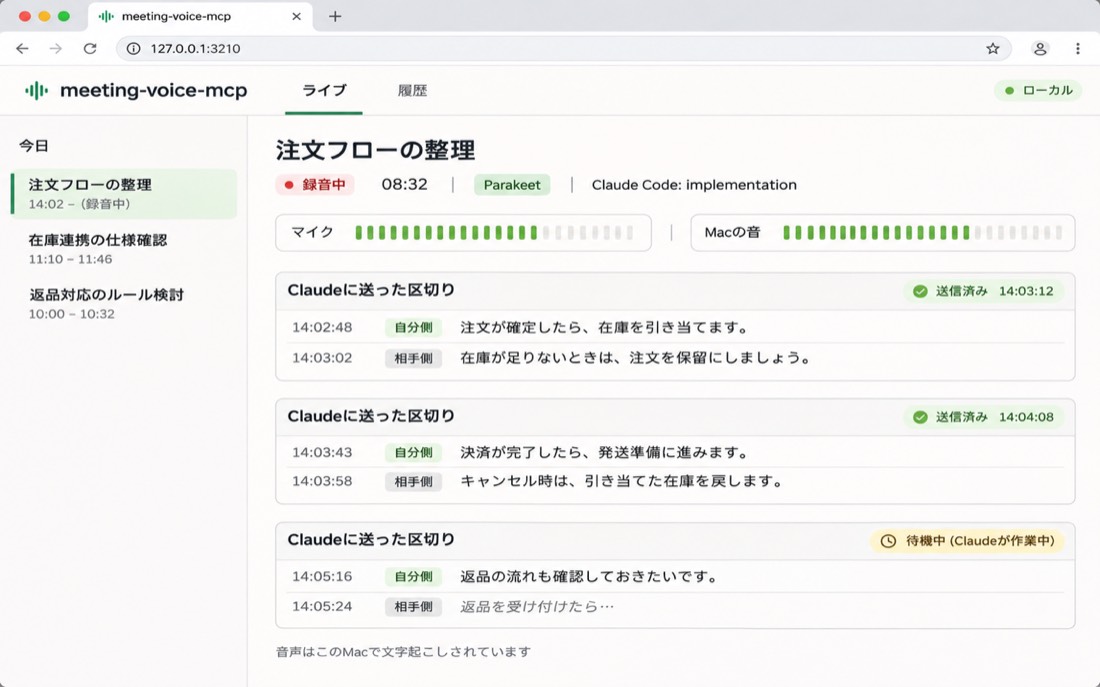 meeting-voice-mcp
127.0.0.1:3210
meeting-voice-mcp
ライブ
履歴
ローカル
今日
注文フローの整理
14:02 – (録音中)
在庫連携の仕様確認
11:10 – 11:46
返品対応のルール検討
10:00 – 10:32
注文フローの整理
録音中 08:32 | Parakeet | Claude Code: implementation
マイク
Macの音
Claudeに送った区切り 送信済み 14:03:12
14:02:48 自分側 注文が確定したら、在庫を引き当てます。
14:03:02 相手側 在庫が足りないときは、注文を保留にしましょう。
Claudeに送った区切り 送信済み 14:04:08
14:03:43 自分側 決済が完了したら、発送準備に進みます。
14:03:58 相手側 キャンセル時は、引き当てた在庫を戻します。
Claudeに送った区切り 待機中 (Claudeが作業中)
14:05:16 自分側 返品の流れも確認しておきたいです。
14:05:24 相手側 返品を受け付けたら…
音声はこのMacで文字起こしされています